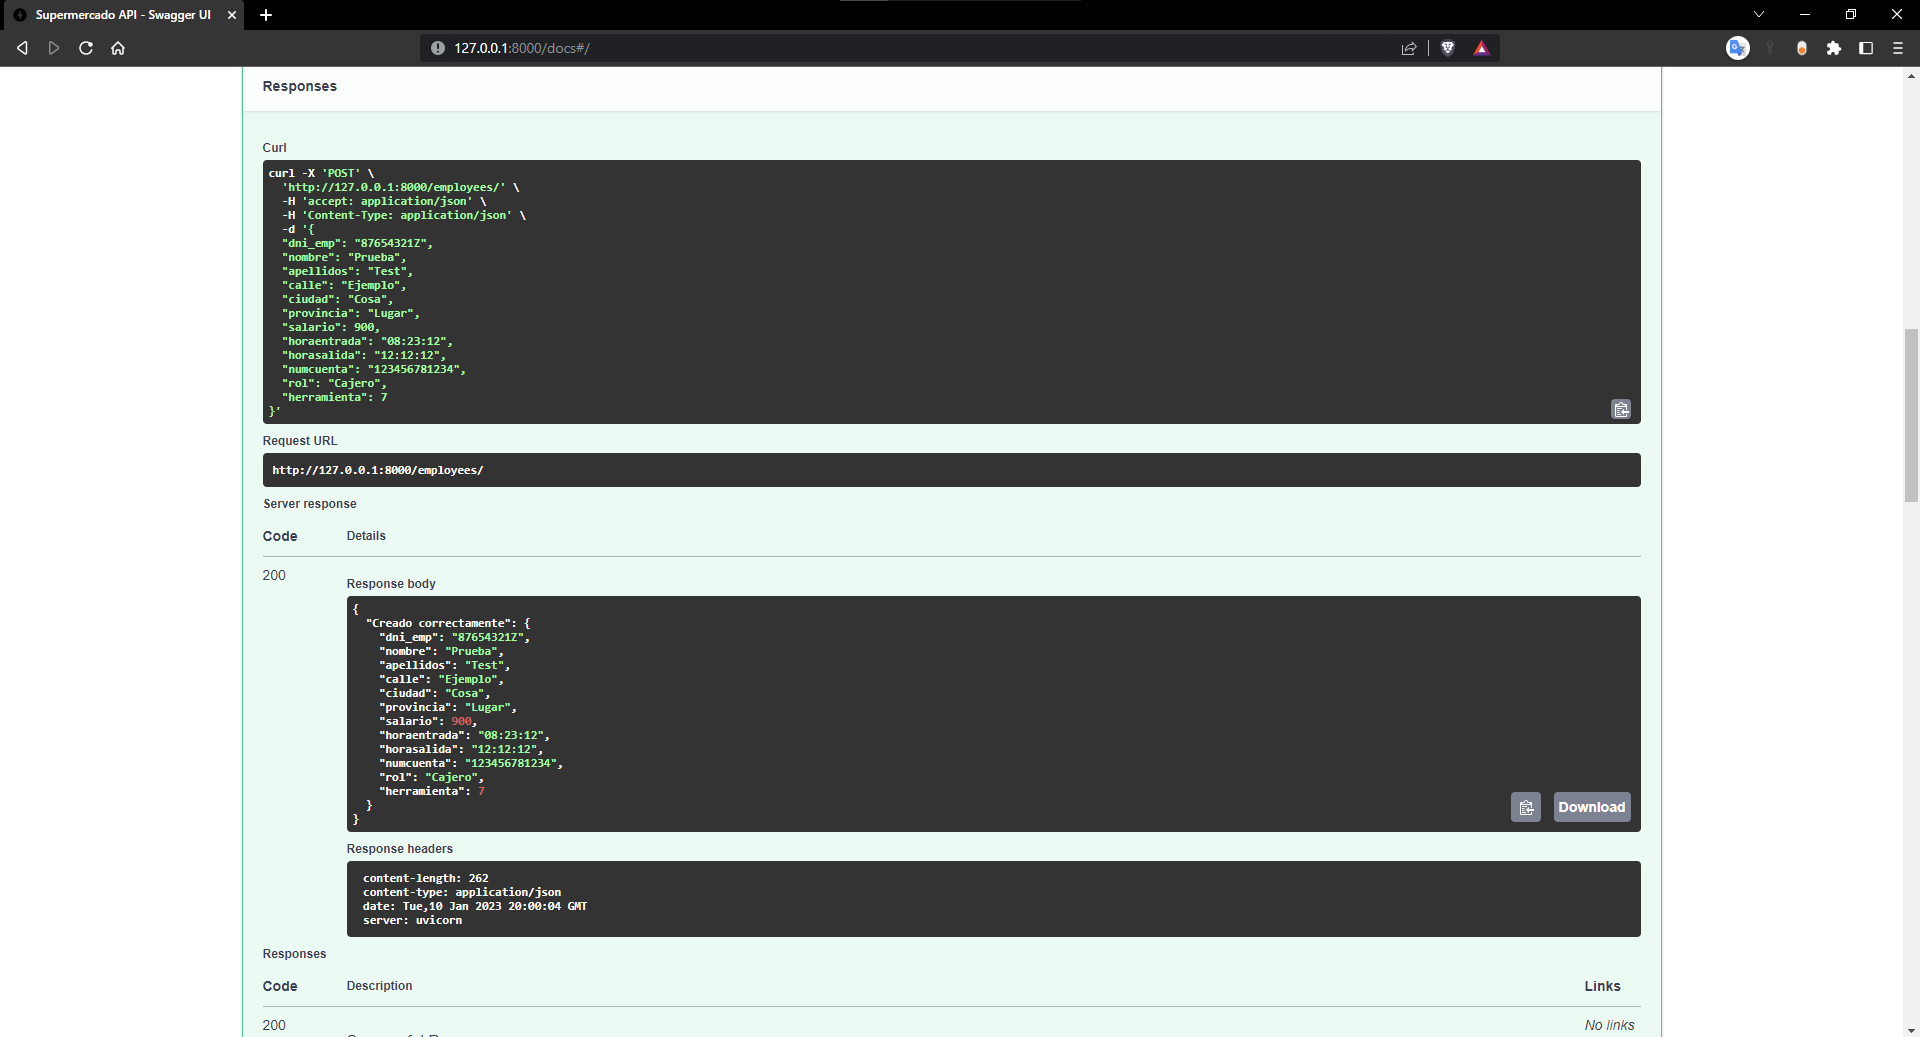 Supermercado API - Swagger UI
127.0.0.1:8000/docs#/
Responses
Curl
curl -X 'POST' \
'http://127.0.0.1:8000/employees/' \
-H 'accept: application/json' \
-H 'Content-Type: application/json' \
-d '{
"dni_emp": "87654321Z",
"nombre": "Prueba",
"apellidos": "Test",
"calle": "Ejemplo",
"ciudad": "Cosa",
"provincia": "Lugar",
"salario": 900,
"horaentrada": "08:23:12",
"horasalida": "12:12:12",
"numcuenta": "123456781234",
"rol": "Cajero",
"herramienta": 7
}'
Request URL
http://127.0.0.1:8000/employees/
Server response
Code Details
200
Response body
{
"Creado correctamente": {
"dni_emp": "87654321Z",
"nombre": "Prueba",
"apellidos": "Test",
"calle": "Ejemplo",
"ciudad": "Cosa",
"provincia": "Lugar",
"salario": 900,
"horaentrada": "08:23:12",
"horasalida": "12:12:12",
"numcuenta": "123456781234",
"rol": "Cajero",
"herramienta": 7
}
}
Download
Response headers
content-length: 262
content-type: application/json
date: Tue,10 Jan 2023 20:00:04 GMT
server: uvicorn
Responses
Code Description Links
200 No links